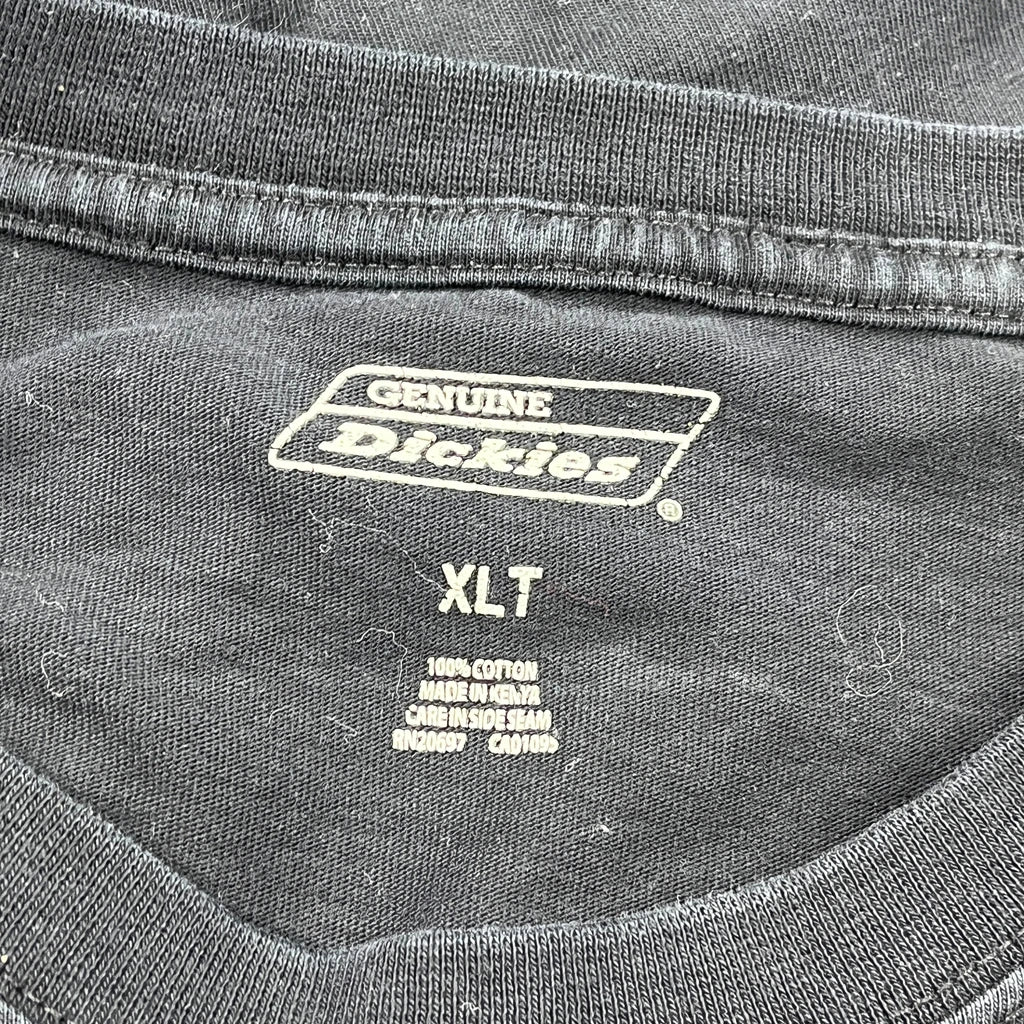 GENUINE
Dickies
®
XLT
100% COTTON
MADE IN KENYA
CARE IN SIDE SEAM
RN20697 CA01095